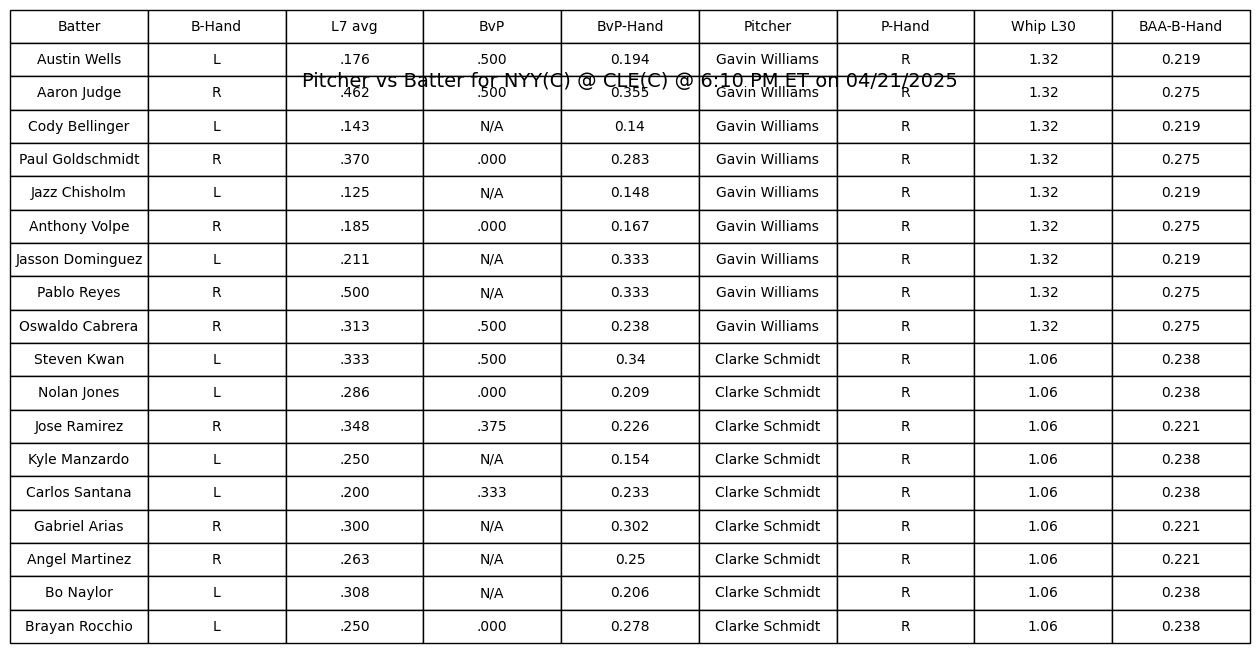 Batter B-Hand L7 avg BvP BvP-Hand Pitcher P-Hand Whip L30 BAA-B-Hand
Austin Wells L .176 .500 0.194 Gavin Williams R 1.32 0.219
Pitcher vs Batter for NYY(C) @ CLE(C) @ 6:10 PM ET on 04/21/2025
Aaron Judge R .462 .500 0.355 Gavin Williams R 1.32 0.275
Cody Bellinger L .143 N/A 0.14 Gavin Williams R 1.32 0.219
Paul Goldschmidt R .370 .000 0.283 Gavin Williams R 1.32 0.275
Jazz Chisholm L .125 N/A 0.148 Gavin Williams R 1.32 0.219
Anthony Volpe R .185 .000 0.167 Gavin Williams R 1.32 0.275
Jasson Dominguez L .211 N/A 0.333 Gavin Williams R 1.32 0.219
Pablo Reyes R .500 N/A 0.333 Gavin Williams R 1.32 0.275
Oswaldo Cabrera R .313 .500 0.238 Gavin Williams R 1.32 0.275
Steven Kwan L .333 .500 0.34 Clarke Schmidt R 1.06 0.238
Nolan Jones L .286 .000 0.209 Clarke Schmidt R 1.06 0.238
Jose Ramirez R .348 .375 0.226 Clarke Schmidt R 1.06 0.221
Kyle Manzardo L .250 N/A 0.154 Clarke Schmidt R 1.06 0.238
Carlos Santana L .200 .333 0.233 Clarke Schmidt R 1.06 0.238
Gabriel Arias R .300 N/A 0.302 Clarke Schmidt R 1.06 0.221
Angel Martinez R .263 N/A 0.25 Clarke Schmidt R 1.06 0.221
Bo Naylor L .308 N/A 0.206 Clarke Schmidt R 1.06 0.238
Brayan Rocchio L .250 .000 0.278 Clarke Schmidt R 1.06 0.238